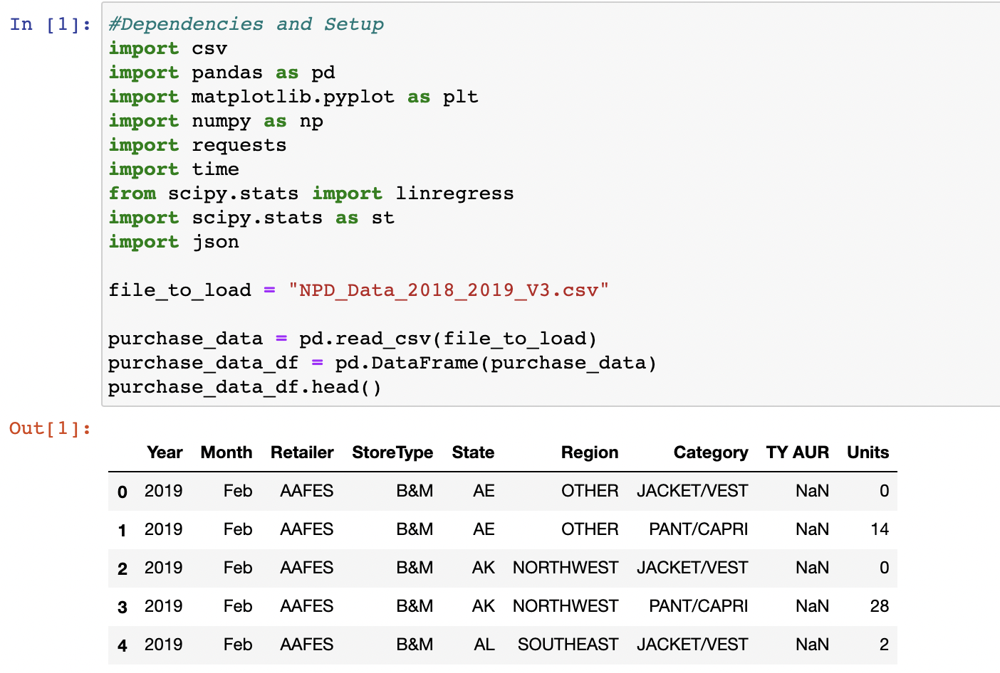 In [1]: #Dependencies and Setup
import csv
import pandas as pd
import matplotlib.pyplot as plt
import numpy as np
import requests
import time
from scipy.stats import linregress
import scipy.stats as st
import json
file_to_load = "NPD_Data_2018_2019_V3.csv"
purchase_data = pd.read_csv(file_to_load)
purchase_data_df = pd.DataFrame(purchase_data)
purchase_data_df.head()
Out[1]:
Year Month Retailer StoreType State Region Category TY AUR Units
0 2019 Feb AAFES B&M AE OTHER JACKET/VEST NaN 0
1 2019 Feb AAFES B&M AE OTHER PANT/CAPRI NaN 14
2 2019 Feb AAFES B&M AK NORTHWEST JACKET/VEST NaN 0
3 2019 Feb AAFES B&M AK NORTHWEST PANT/CAPRI NaN 28
4 2019 Feb AAFES B&M AL SOUTHEAST JACKET/VEST NaN 2